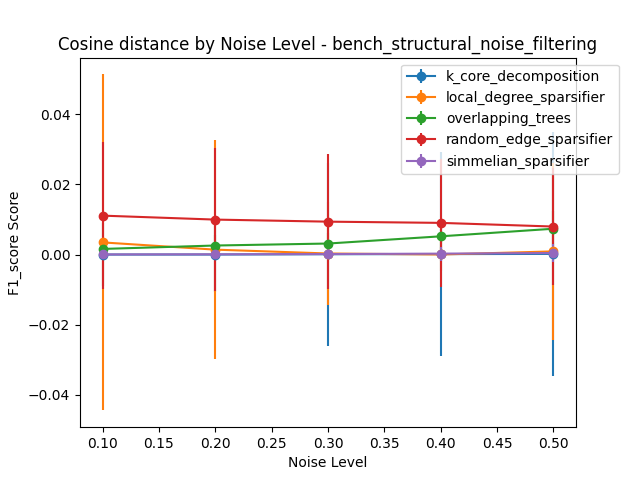 Cosine distance by Noise Level - bench_structural_noise_filtering
k_core_decomposition
local_degree_sparsifier
overlapping_trees
random_edge_sparsifier
simmelian_sparsifier
F1_score Score
0.04
0.02
0.00
−0.02
−0.04
0.10 0.15 0.20 0.25 0.30 0.35 0.40 0.45 0.50
Noise Level